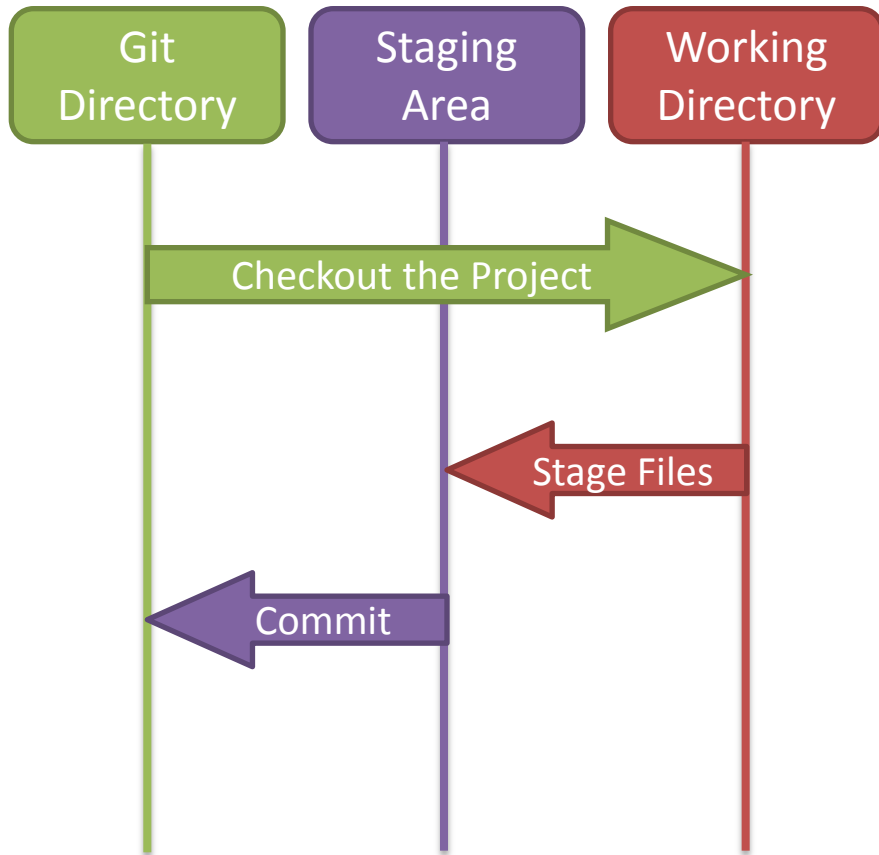 Git
Directory
Staging
Area
Working
Directory
Checkout the Project
Stage Files
Commit